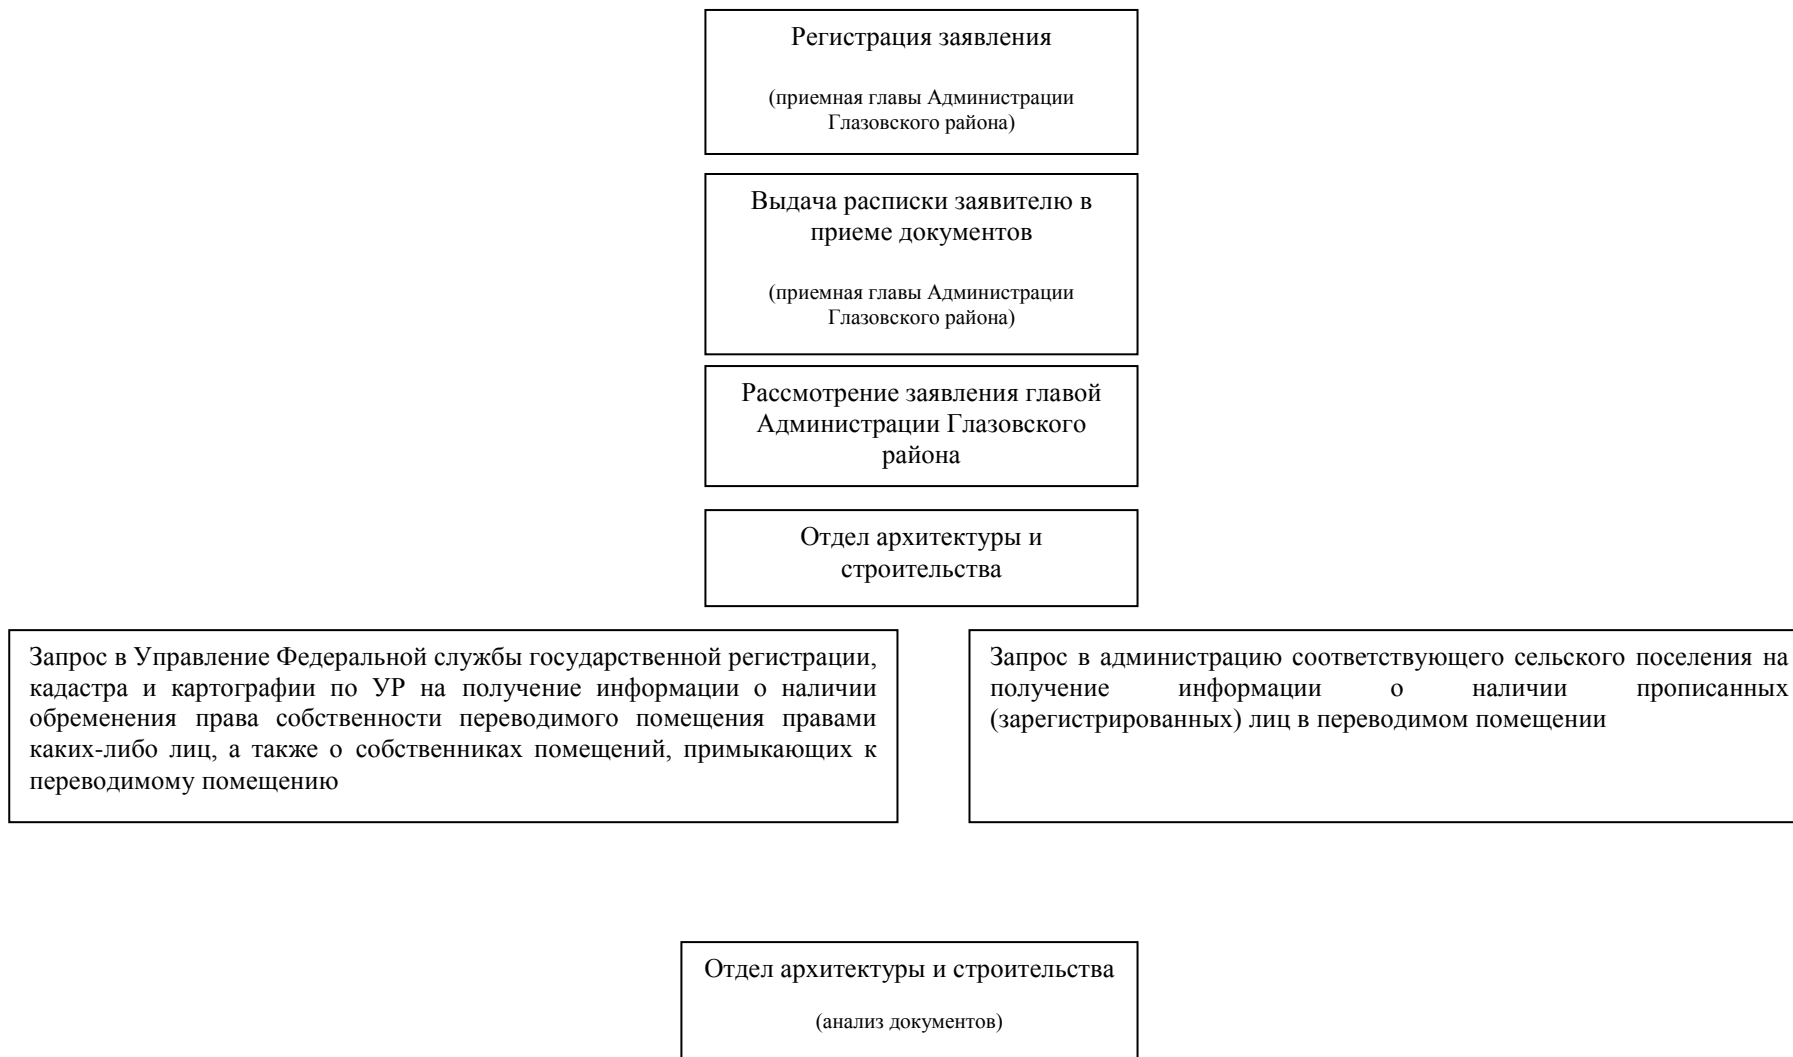 Регистрация заявления
(приемная главы Администрации
Глазовского района)
Выдача расписки заявителю в
приеме документов
(приемная главы Администрации
Глазовского района)
Рассмотрение заявления главой
Администрации Глазовского
района
Отдел архитектуры и
строительства
Запрос в Управление Федеральной службы государственной регистрации,
кадастра и картографии по УР на получение информации о наличии
обременения права собственности переводимого помещения правами
каких-либо лиц, а также о собственниках помещений, примыкающих к
переводимому помещению
Запрос в администрацию соответствующего сельского поселения на
получение информации о наличии прописанных
(зарегистрированных) лиц в переводимом помещении
Отдел архитектуры и строительства
(анализ документов)